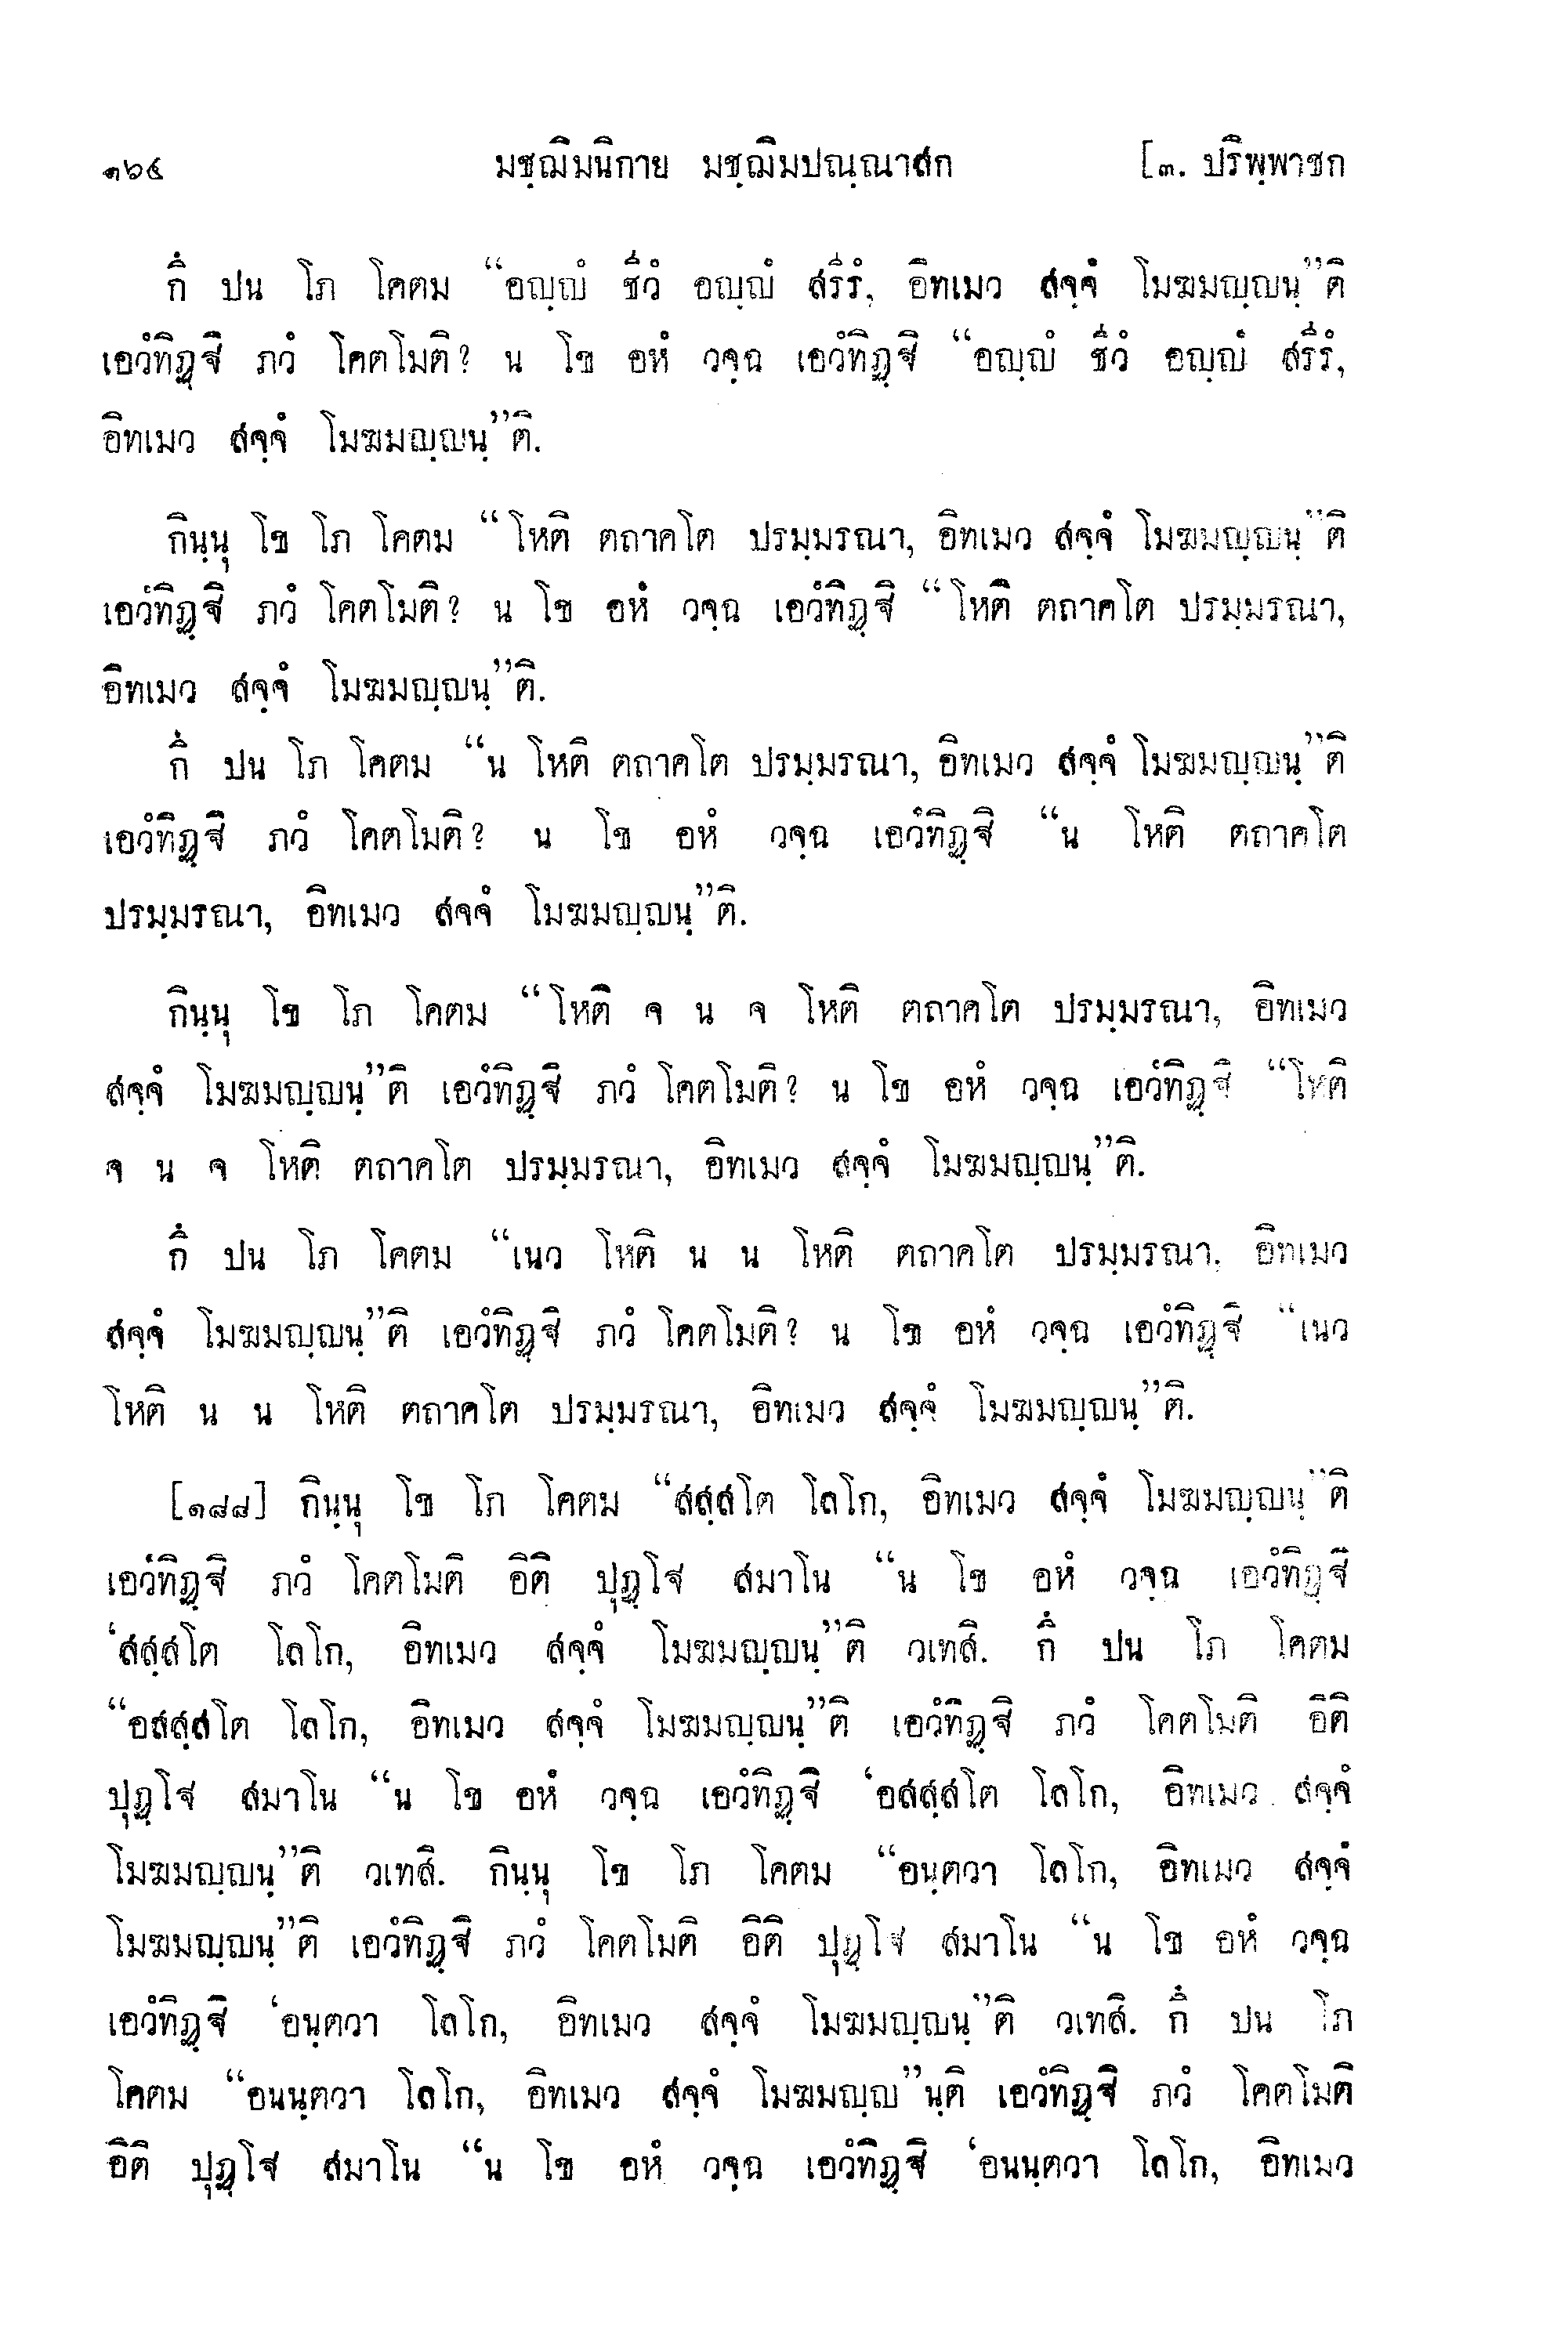 ๑๖๔ มชฺฌิมนิกาย มชฺฌิมปณฺณาสก [๓. ปริพฺพาชก
กึ ปน โภ โคตม “อญฺญํ ชีวํ อญฺญํ สรีรํ, อิทเมว สจฺจํ โมฆมญฺญนฺ”ติ
เอวํทิฏฺฐิ ภวํ โคตโมติ? น โข อหํ วจฺฉ เอวํทิฏฺฐิ “อญฺญํ ชีวํ อญฺญํ สรีรํ,
อิทเมว สจฺจํ โมฆมญฺญนฺ”ติ.
กินฺนุ โข โภ โคตม “โหติ ตถาคโต ปรมฺมรณา, อิทเมว สจฺจํ โมฆมญฺญนฺ”ติ
เอวํทิฏฺฐิ ภวํ โคตโมติ? น โข อหํ วจฺฉ เอวํทิฏฺฐิ “โหติ ตถาคโต ปรมฺมรณา,
อิทเมว สจฺจํ โมฆมญฺญนฺ”ติ.
กึ ปน โภ โคตม “น โหติ ตถาคโต ปรมฺมรณา, อิทเมว สจฺจํ โมฆมญฺญนฺ”ติ
เอวํทิฏฺฐิ ภวํ โคตโมติ? น โข อหํ วจฺฉ เอวํทิฏฺฐิ “น โหติ ตถาคโต
ปรมฺมรณา, อิทเมว สจจํ โมฆมญฺญนฺ”ติ.
กินฺนุ โข โภ โคตม “โหติ จ น จ โหติ ตถาคโต ปรมฺมรณา, อิทเมว
สจฺจํ โมฆมญฺญนฺ”ติ เอวํทิฏฺฐิ ภวํ โคตโมติ? น โข อหํ วจฺฉ เอวํทิฏฺฐิ “โหติ
จ น จ โหติ ตถาคโต ปรมฺมรณา, อิทเมว สจฺจํ โมฆมญฺญนฺ”ติ.
กึ ปน โภ โคตม “เนว โหติ น น โหติ ตถาคโต ปรมฺมรณา, อิทเมว
สจฺจํ โมฆมญฺญนฺ”ติ เอวํทิฏฺฐิ ภวํ โคตโมติ? น โข อหํ วจฺฉ เอวํทิฏฺฐิ “เนว
โหติ น น โหติ ตถาคโต ปรมฺมรณา, อิทเมว สจฺจํ โมฆมญฺญนฺ”ติ.
[๑๘๘] กินฺนุ โข โภ โคตม “สสฺสโต โลโก, อิทเมว สจฺจํ โมฆมญฺญนฺ”ติ
เอวํทิฏฺฐิ ภวํ โคตโมติ อิติ ปุฏฺโฐ สมาโน “น โข อหํ วจฺฉ เอวํทิฏฺฐิ
‘สสฺสโต โลโก, อิทเมว สจฺจํ โมฆมญฺญนฺ”ติ วเทสิ. กึ ปน โภ โคตม
“อสสฺสโต โลโก, อิทเมว สจฺจํ โมฆมญฺญนฺ”ติ เอวํทิฏฺฐิ ภวํ โคตโมติ อิติ
ปุฏฺโฐ สมาโน “น โข อหํ วจฺฉ เอวํทิฏฺฐิ ‘อสสฺสโต โลโก, อิทเมว สจฺจํ
โมฆมญฺญนฺ”ติ วเทสิ. กินฺนุ โข โภ โคตม “อนฺตวา โลโก, อิทเมว สจฺจํ
โมฆมญฺญนฺ”ติ เอวํทิฏฺฐิ ภวํ โคตโมติ อิติ ปุฏฺโฐ สมาโน “น โข อหํ วจฺฉ
เอวํทิฏฺฐิ ‘อนฺตวา โลโก, อิทเมว สจฺจํ โมฆมญฺญนฺ”ติ วเทสิ. กึ ปน โภ
โคตม “อนนฺตวา โลโก, อิทเมว สจฺจํ โมฆมญฺญ”นฺติ เอวํทิฏฺฐิ ภวํ โคตโมติ
อิติ ปุฏฺโฐ สมาโน “น โข อหํ วจฺฉ เอวํทิฏฺฐิ ‘อนนฺตวา โลโก, อิทเมว